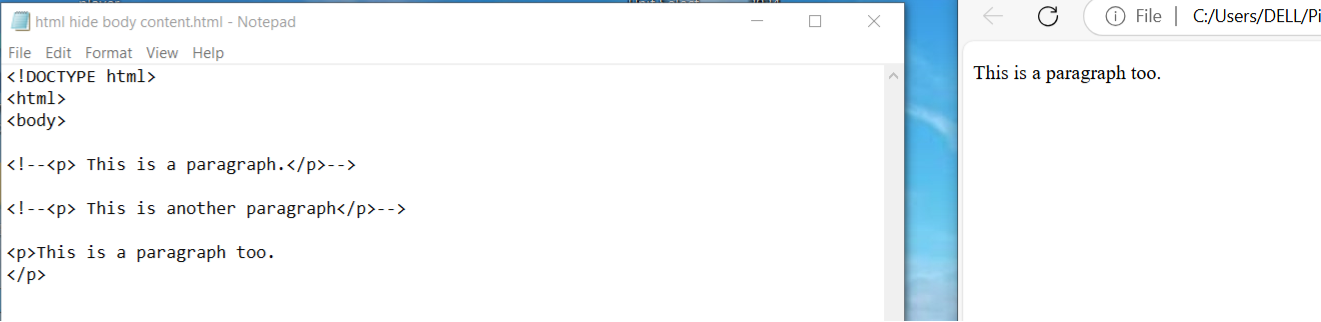 html hide body content.html - Notepad
File Edit Format View Help
<!DOCTYPE html>
<html>
<body>
<!--<p> This is a paragraph.</p>-->
<!--<p> This is another paragraph</p>-->
<p>This is a paragraph too.
</p>
File | C:/Users/DELL/Pi
This is a paragraph too.